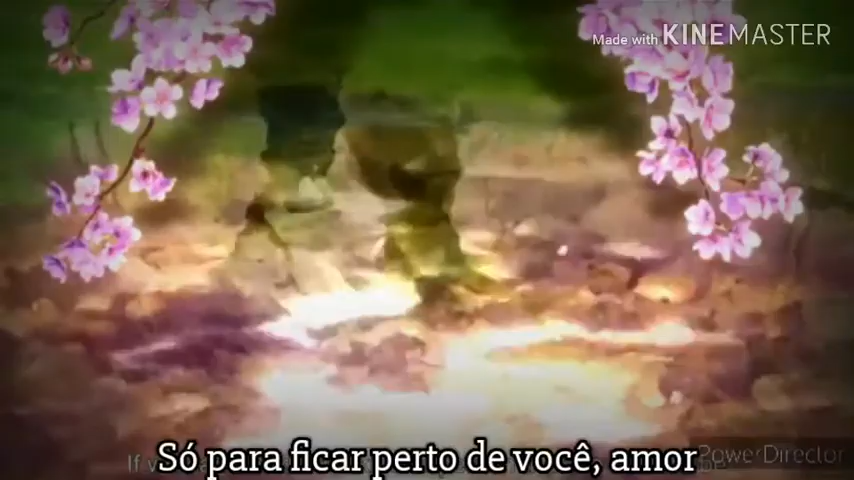 Made with KINEMASTER
Só para ficar perto de você, amor
PowerDirector